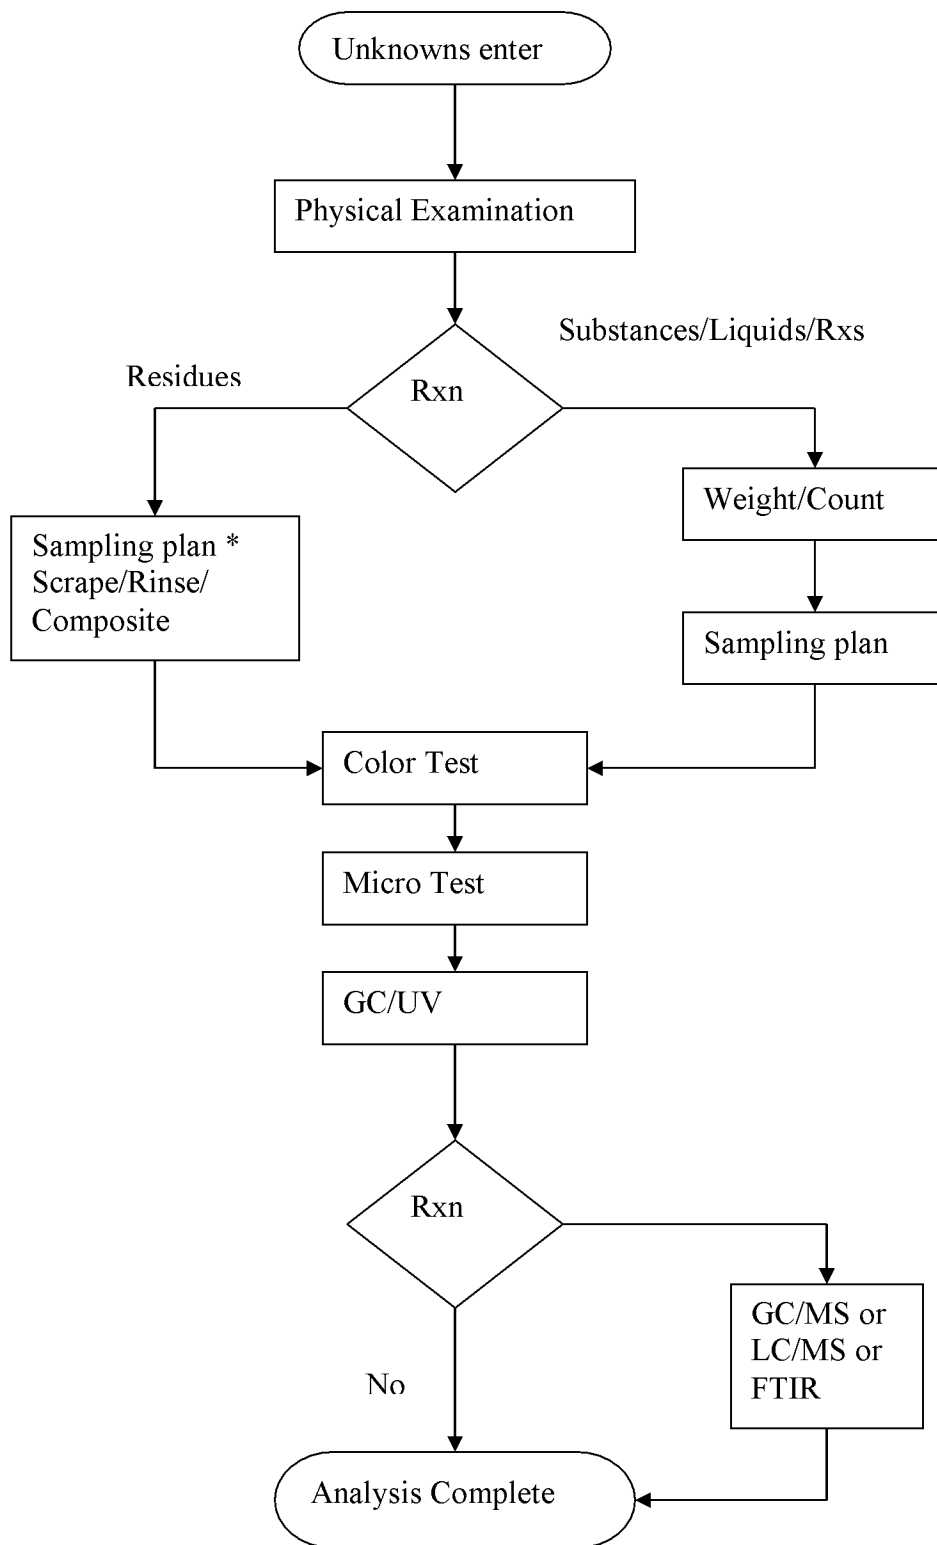 Unknowns enter
Physical Examination
Substances/Liquids/Rxs
Residues
Rxn
Weight/Count
Sampling plan *
Scrape/Rinse/
Composite
Sampling plan
Color Test
Micro Test
GC/UV
Rxn
GC/MS or
LC/MS or
FTIR
No
Analysis Complete